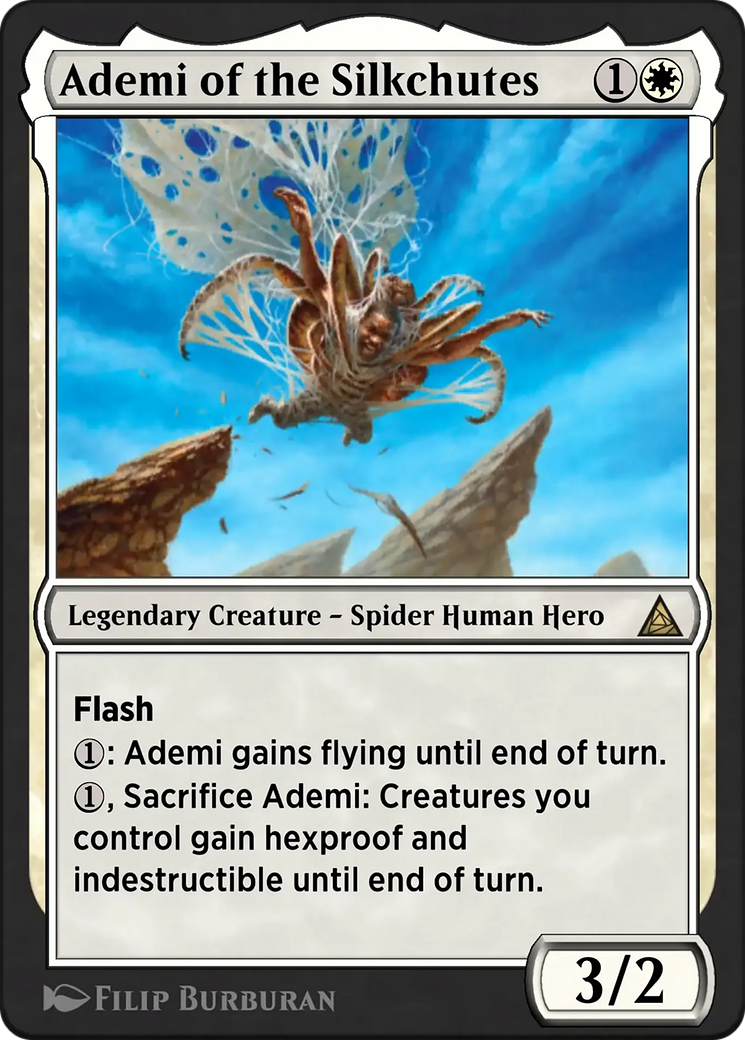 Ademi of the Silkchutes 1
Legendary Creature – Spider Human Hero
Flash
1: Ademi gains flying until end of turn.
1, Sacrifice Ademi: Creatures you
control gain hexproof and
indestructible until end of turn.
3/2
Filip Burburan